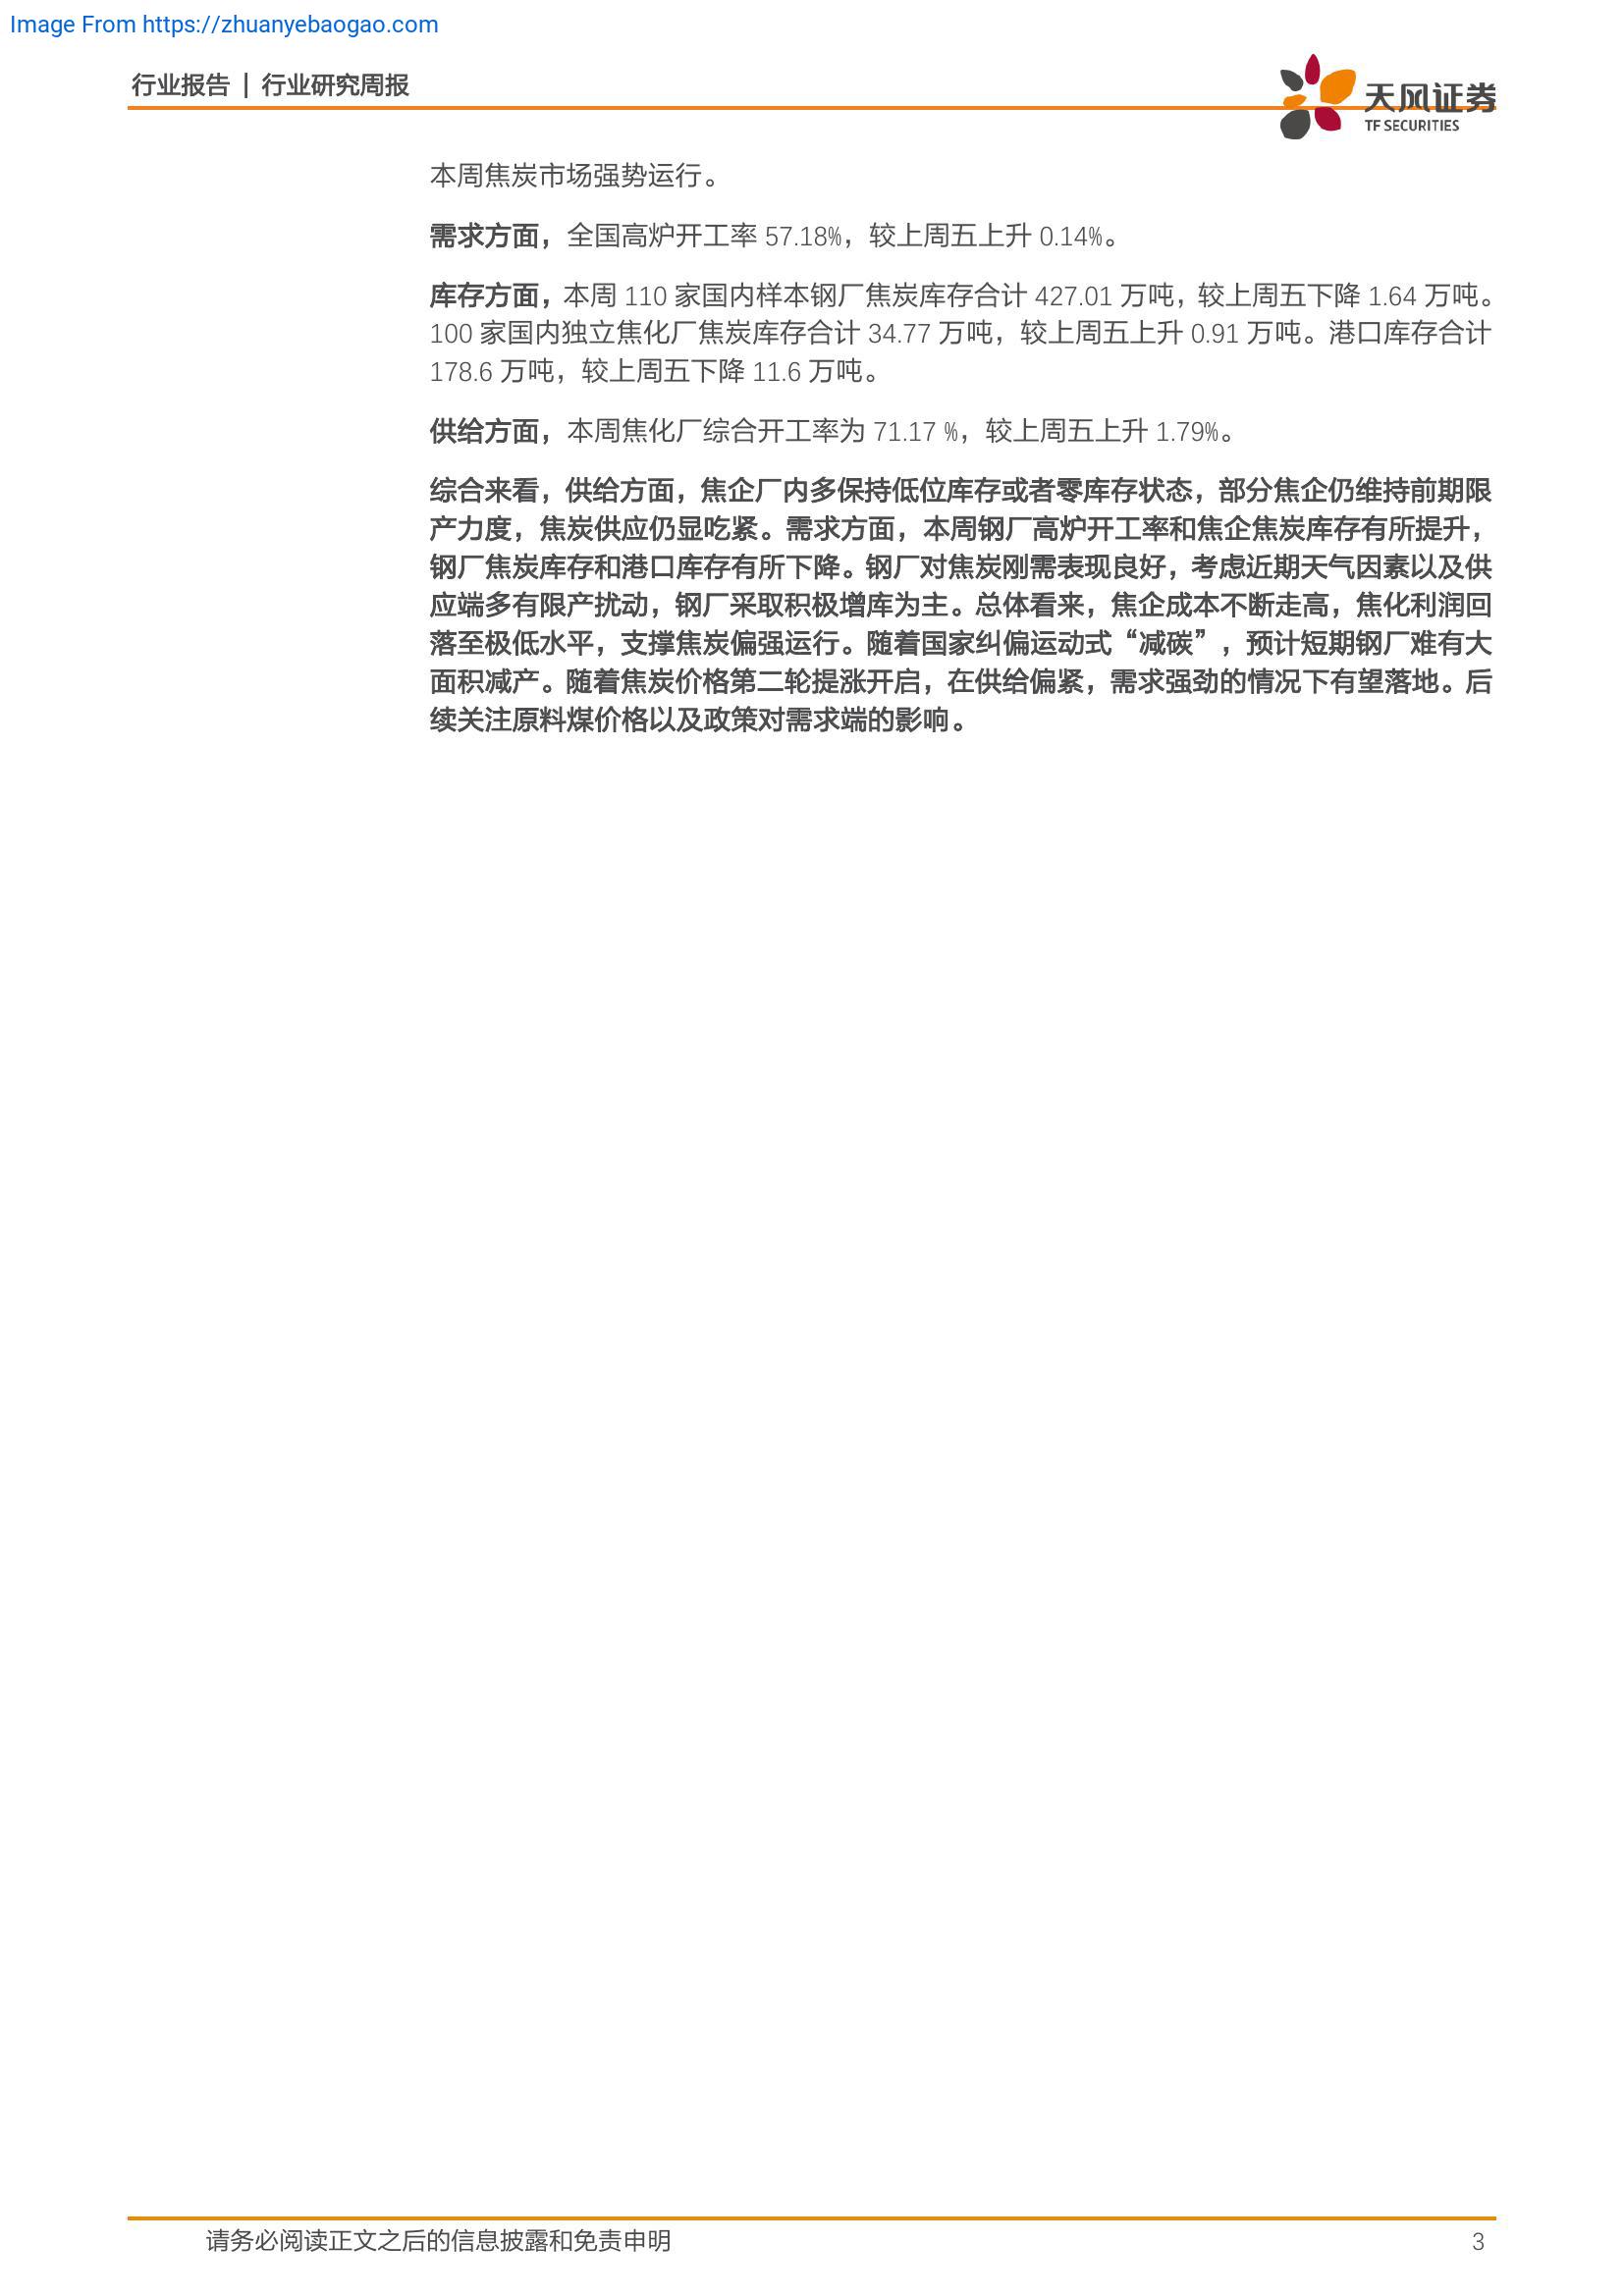 Image From https://zhuanyebaogao.com
行业报告 | 行业研究周报
天风证券
TF SECURITIES
本周焦炭市场强势运行。
需求方面，全国高炉开工率 57.18%，较上周五上升 0.14%。
库存方面，本周 110 家国内样本钢厂焦炭库存合计 427.01 万吨，较上周五下降 1.64 万吨。
100 家国内独立焦化厂焦炭库存合计 34.77 万吨，较上周五上升 0.91 万吨。港口库存合计
178.6 万吨，较上周五下降 11.6 万吨。
供给方面，本周焦化厂综合开工率为 71.17 %，较上周五上升 1.79%。
综合来看，供给方面，焦企厂内多保持低位库存或者零库存状态，部分焦企仍维持前期限
产力度，焦炭供应仍显吃紧。需求方面，本周钢厂高炉开工率和焦企焦炭库存有所提升，
钢厂焦炭库存和港口库存有所下降。钢厂对焦炭刚需表现良好，考虑近期天气因素以及供
应端多有限产扰动，钢厂采取积极增库为主。总体看来，焦企成本不断走高，焦化利润回
落至极低水平，支撑焦炭偏强运行。随着国家纠偏运动式“减碳”，预计短期钢厂难有大
面积减产。随着焦炭价格第二轮提涨开启，在供给偏紧，需求强劲的情况下有望落地。后
续关注原料煤价格以及政策对需求端的影响。
请务必阅读正文之后的信息披露和免责申明
3